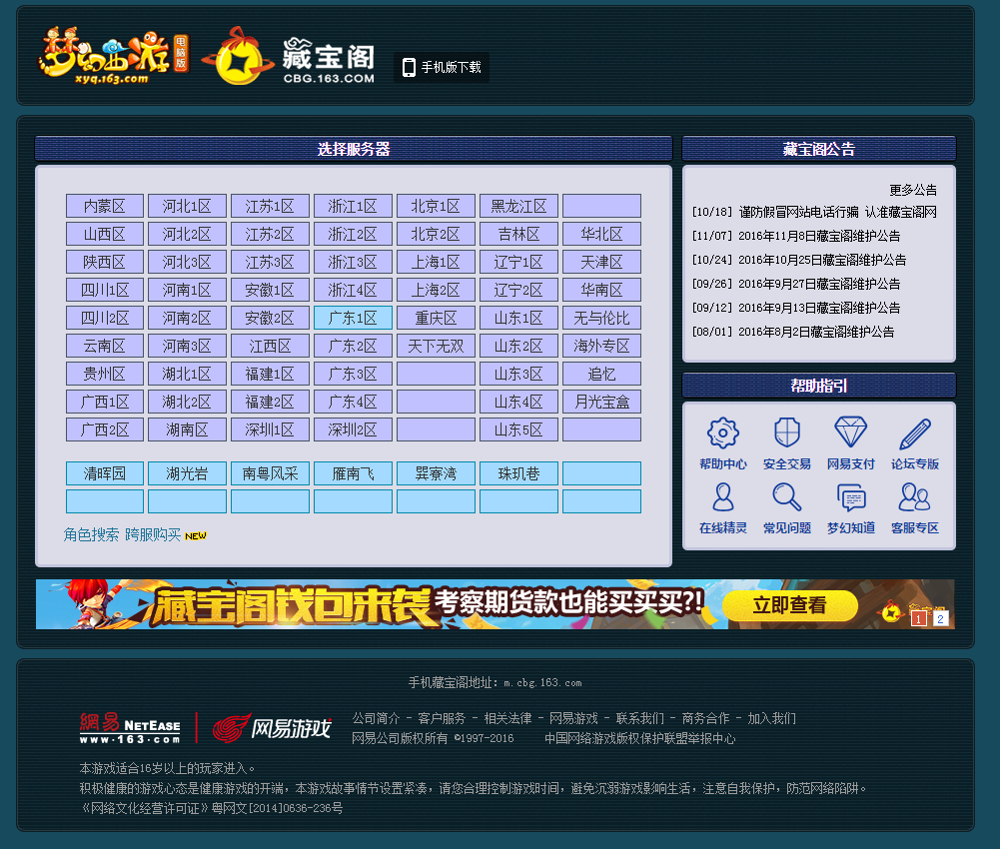 梦幻西游 电脑版
xyq.163.com
藏宝阁
CBG.163.COM
手机版下载
选择服务器
内蒙区 河北1区 江苏1区 浙江1区 北京1区 黑龙江区
山西区 河北2区 江苏2区 浙江2区 北京2区 吉林区 华北区
陕西区 河北3区 江苏3区 浙江3区 上海1区 辽宁1区 天津区
四川1区 河南1区 安徽1区 浙江4区 上海2区 辽宁2区 华南区
四川2区 河南2区 安徽2区 广东1区 重庆区 山东1区 无与伦比
云南区 河南3区 江西区 广东2区 天下无双 山东2区 海外专区
贵州区 湖北1区 福建1区 广东3区 山东3区 追忆
广西1区 湖北2区 福建2区 广东4区 山东4区 月光宝盒
广西2区 湖南区 深圳1区 深圳2区 山东5区
清晖园 湖光岩 南粤风采 雁南飞 巽寮湾 珠玑巷
角色搜索 跨服购买 NEW
藏宝阁公告
更多公告
[10/18] 谨防假冒网站电话行骗 认准藏宝阁网
[11/07] 2016年11月8日藏宝阁维护公告
[10/24] 2016年10月25日藏宝阁维护公告
[09/26] 2016年9月27日藏宝阁维护公告
[09/12] 2016年9月13日藏宝阁维护公告
[08/01] 2016年8月2日藏宝阁维护公告
帮助指引
帮助中心 安全交易 网易支付 论坛专版
在线精灵 常见问题 梦幻知道 客服专区
藏宝阁钱包来袭 考察期货款也能买买买?! 立即查看
1 2
手机藏宝阁地址: m.cbg.163.com
網易 NETEASE
www.163.com
网易游戏
公司简介 - 客户服务 - 相关法律 - 网易游戏 - 联系我们 - 商务合作 - 加入我们
网易公司版权所有 ©1997-2016 中国网络游戏版权保护联盟举报中心
本游戏适合16岁以上的玩家进入。
积极健康的游戏心态是健康游戏的开端，本游戏故事情节设置紧凑，请您合理控制游戏时间，避免沉溺游戏影响生活，注意自我保护，防范网络陷阱。
《网络文化经营许可证》粤网文[2014]0636-236号